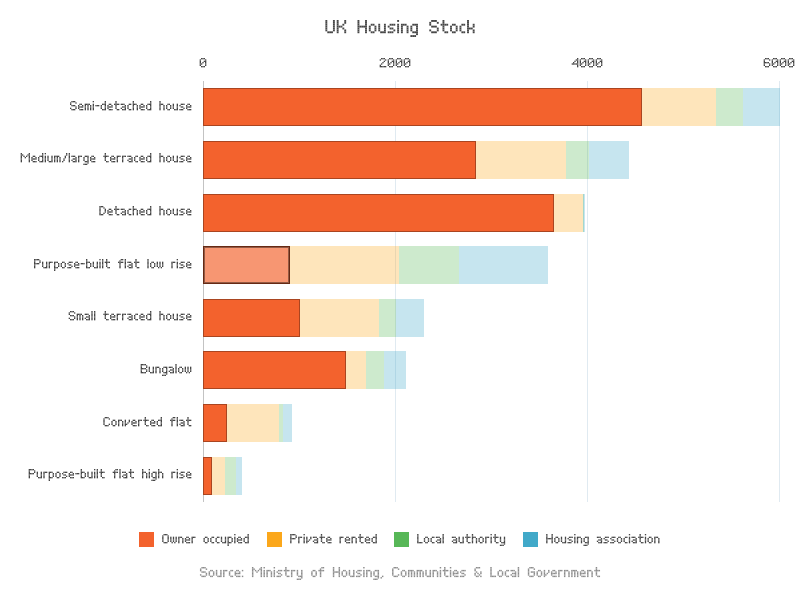 UK Housing Stock
0 2000 4000 6000
Semi-detached house
Medium/large terraced house
Detached house
Purpose-built flat low rise
Small terraced house
Bungalow
Converted flat
Purpose-built flat high rise
Owner occupied Private rented Local authority Housing association
Source: Ministry of Housing, Communities & Local Government